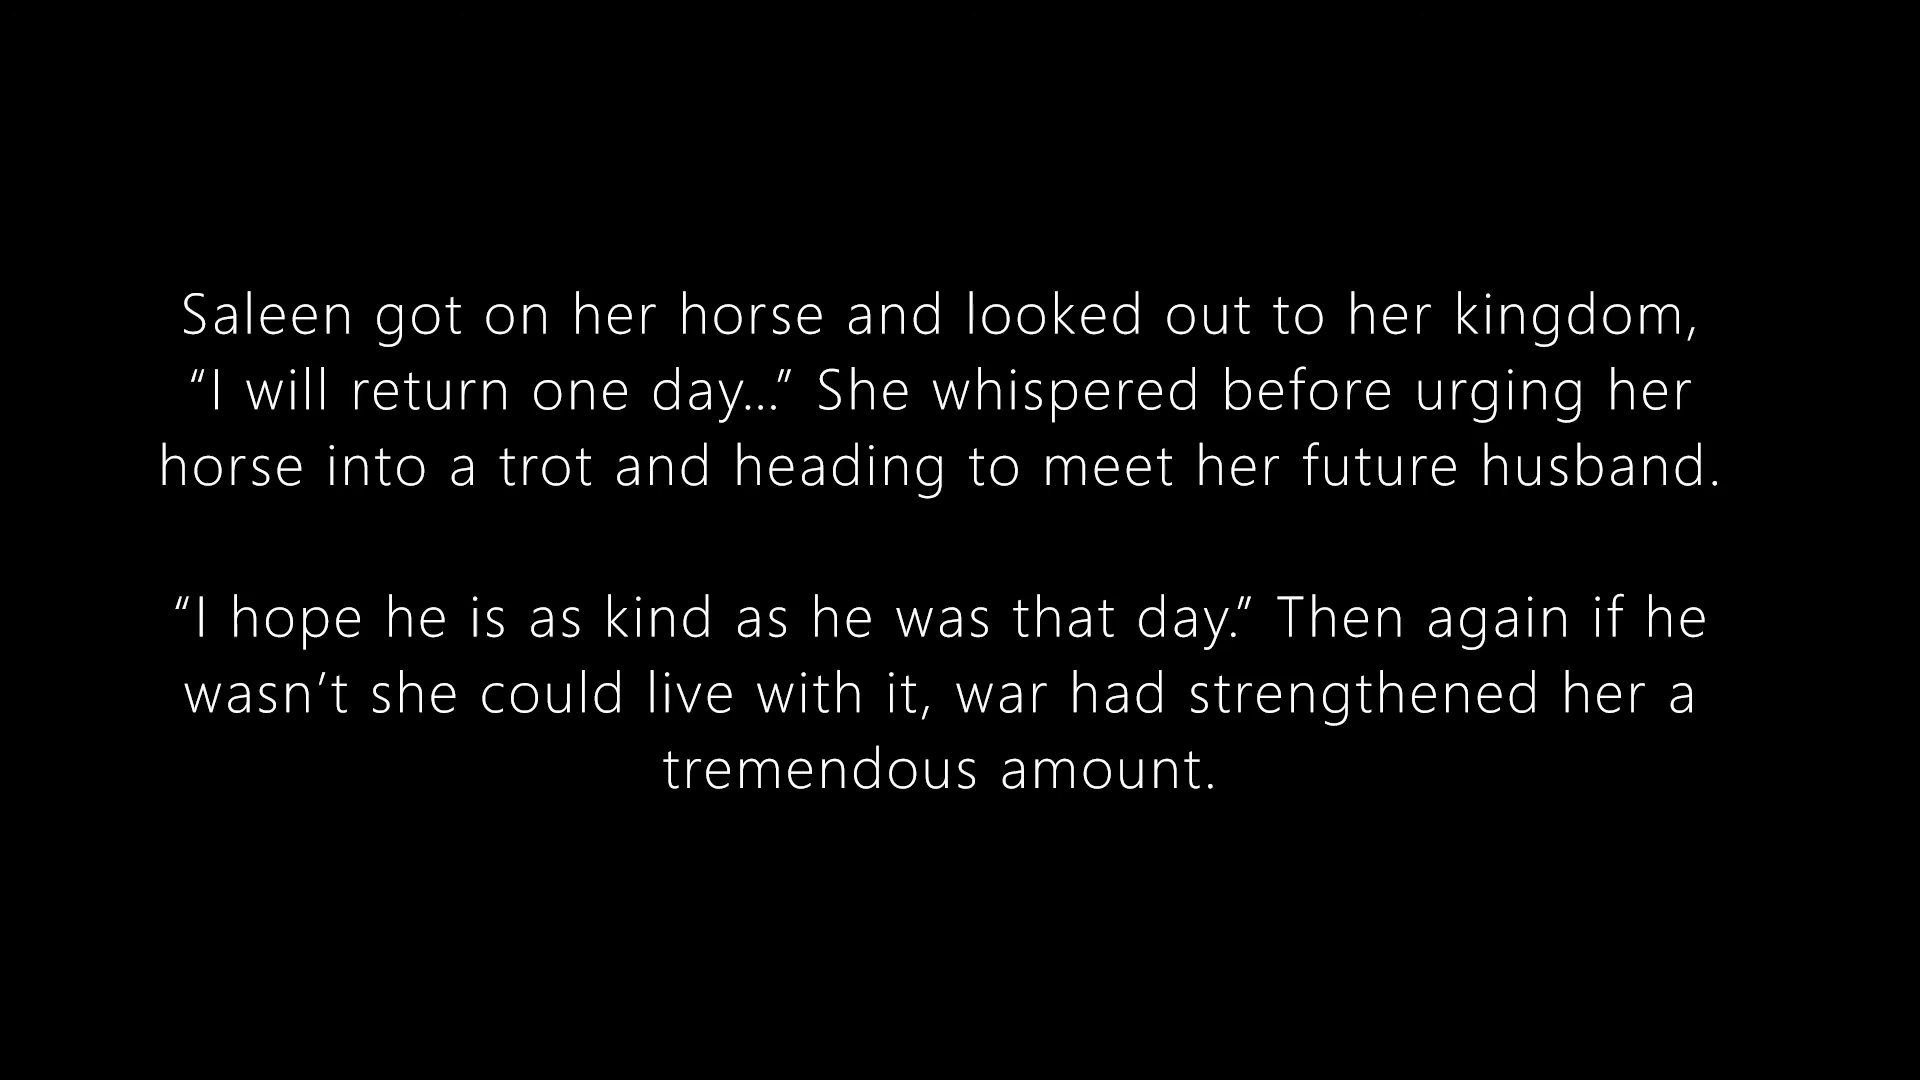 Saleen got on her horse and looked out to her kingdom,
“I will return one day...” She whispered before urging her
horse into a trot and heading to meet her future husband.
“I hope he is as kind as he was that day.” Then again if he
wasn’t she could live with it, war had strengthened her a
tremendous amount.